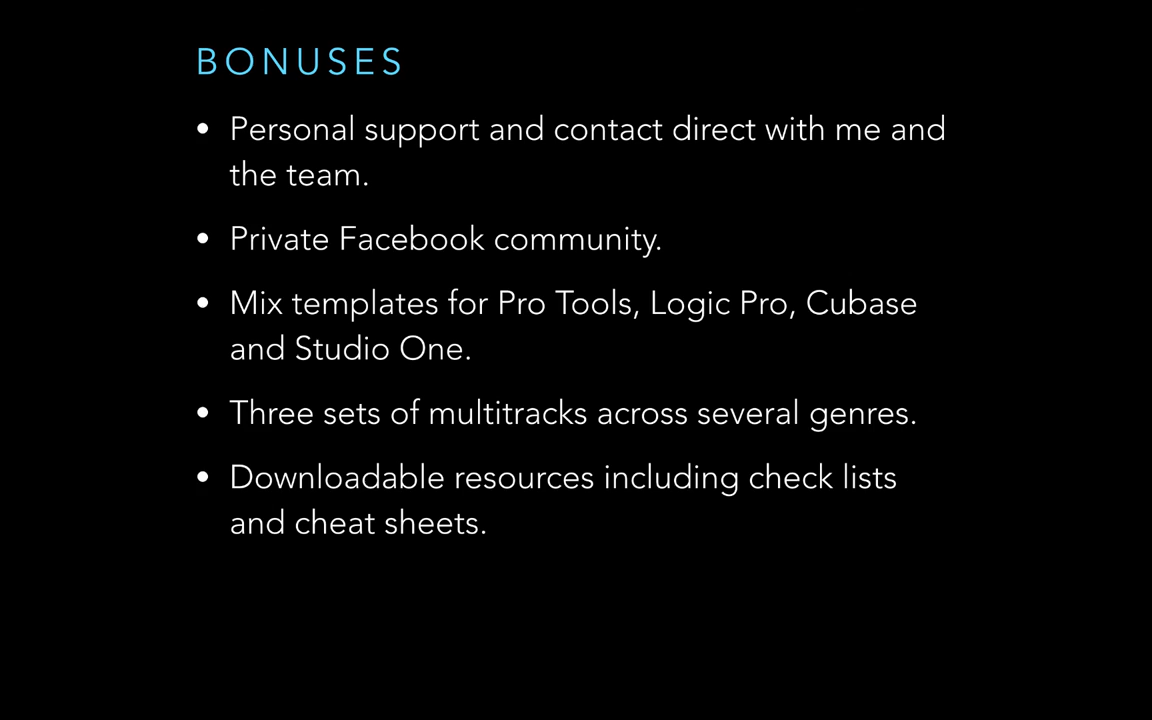 BONUSES
• Personal support and contact direct with me and
the team.
• Private Facebook community.
• Mix templates for Pro Tools, Logic Pro, Cubase
and Studio One.
• Three sets of multitracks across several genres.
• Downloadable resources including check lists
and cheat sheets.